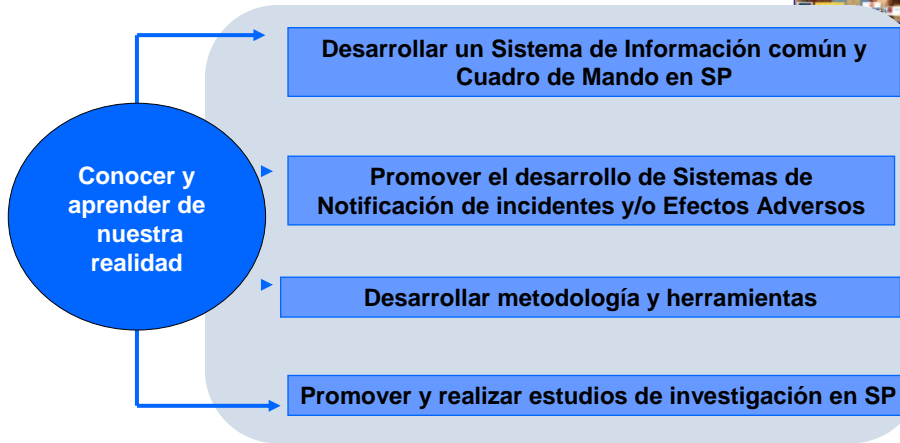 Desarrollar un Sistema de Información común y
Cuadro de Mando en SP
Conocer y
aprender de
nuestra
realidad
Promover el desarrollo de Sistemas de
Notificación de incidentes y/o Efectos Adversos
Desarrollar metodología y herramientas
Promover y realizar estudios de investigación en SP